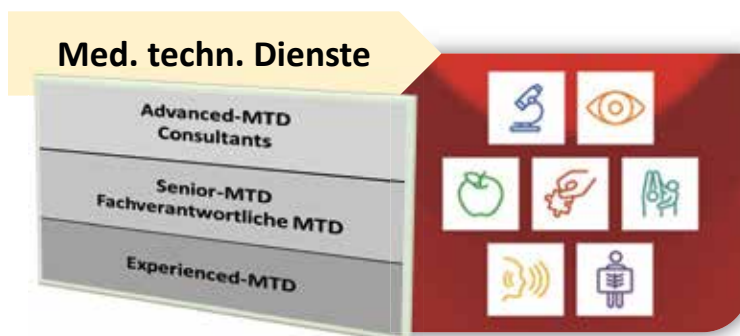 Med. techn. Dienste
Advanced-MTD
Consultants
Senior-MTD
Fachverantwortliche MTD
Experienced-MTD